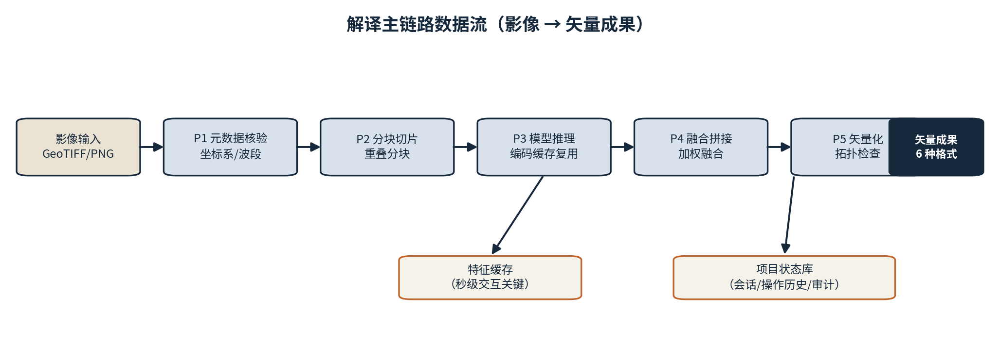 解译主链路数据流（影像 → 矢量成果）
影像输入
GeoTIFF/PNG
P1 元数据核验
坐标系/波段
P2 分块切片
重叠分块
P3 模型推理
编码缓存复用
P4 融合拼接
加权融合
P5 矢量化
拓扑检查
矢量成果
6 种格式
特征缓存
（秒级交互关键）
项目状态库
（会话/操作历史/审计）